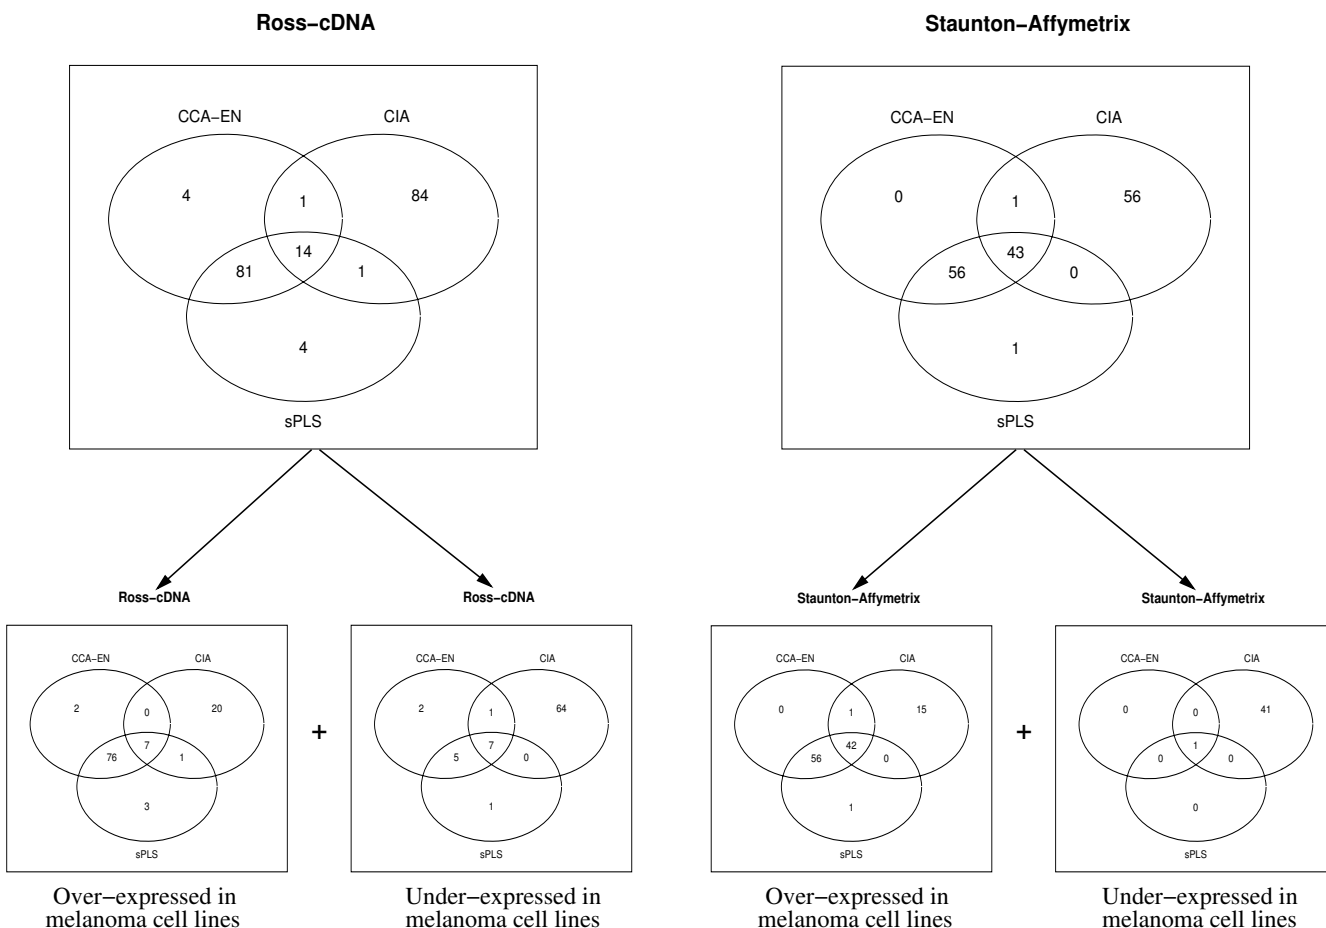 Ross–cDNA
Staunton–Affymetrix
CCA–EN CIA
4 1 84
14
81 1
4
sPLS
CCA–EN CIA
0 1 56
43
56 0
1
sPLS
Ross–cDNA
Ross–cDNA
Staunton–Affymetrix
Staunton–Affymetrix
CCA–EN CIA
2 0 20
7
76 1
3
sPLS
Over–expressed in
melanoma cell lines
+
CCA–EN CIA
2 1 64
7
5 0
1
sPLS
Under–expressed in
melanoma cell lines
CCA–EN CIA
0 1 15
42
56 0
1
sPLS
Over–expressed in
melanoma cell lines
+
CCA–EN CIA
0 0 41
1
0 0
0
sPLS
Under–expressed in
melanoma cell lines